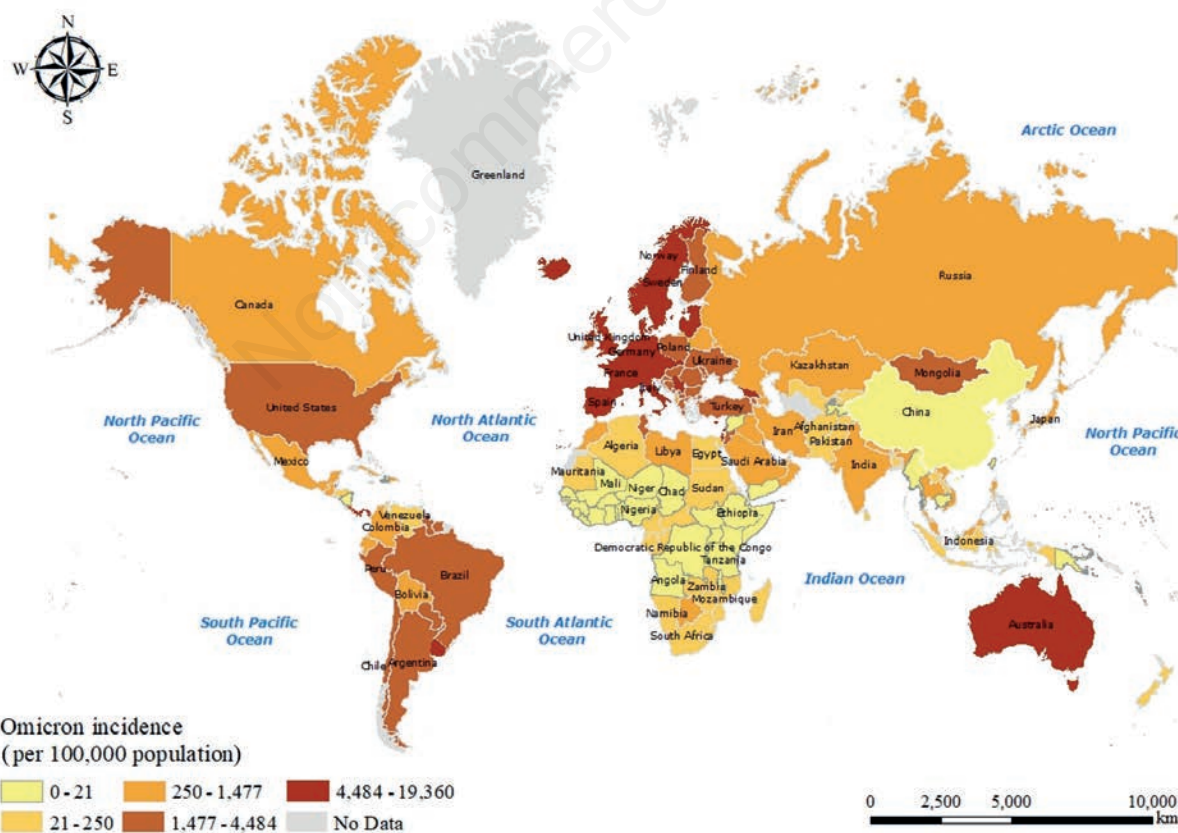 N
W E
S
Non-commerc
Arctic Ocean
Greenland
Norway
Finland
Sweden
Russia
Canada
United Kingdom
Germany
Poland
Ukraine
Kazakhstan
Mongolia
France
Italy
Spain
Turkey
United States
China
Japan
North Pacific
Ocean
North Atlantic
Ocean
North Pacific
Ocean
Iran
Afghanistan
Pakistan
Algeria
Libya
Egypt
Saudi Arabia
India
Mexico
Mauritania
Mali
Niger
Chad
Sudan
Venezuela
Colombia
Nigeria
Ethiopia
Indonesia
Democratic Republic of the Congo
Tanzania
Peru
Brazil
Angola
Indian Ocean
Bolivia
Zambia
Mozambique
Namibia
South Pacific
Ocean
South Atlantic
Ocean
South Africa
Australia
Chile
Argentina
Omicron incidence
(per 100,000 population)
0 - 21 250 - 1,477 4,484 - 19,360
21 - 250 1,477 - 4,484 No Data
0 2,500 5,000 10,000
km